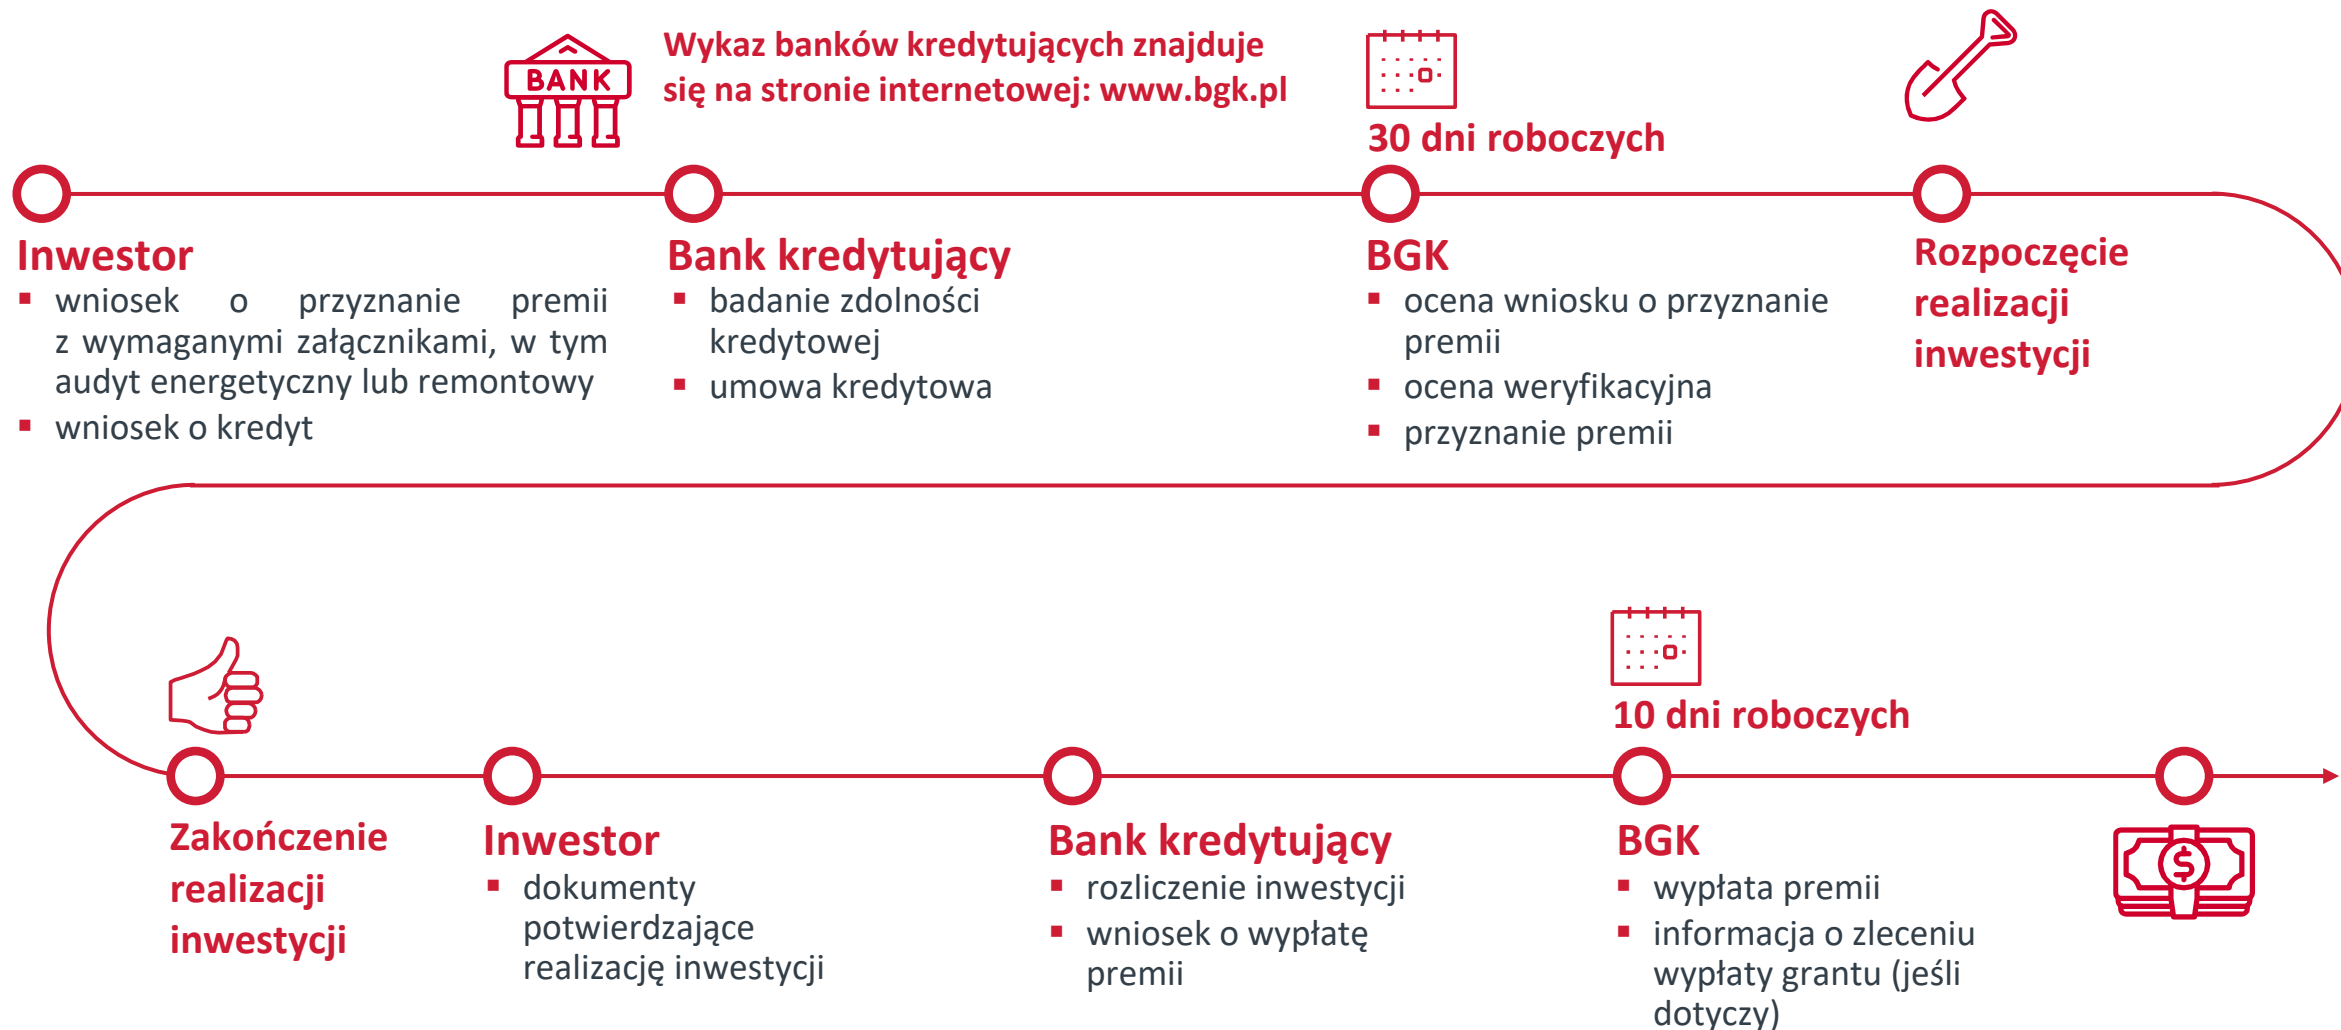 BANK
Wykaz banków kredytujących znajduje
się na stronie internetowej: www.bgk.pl
30 dni roboczych
Inwestor
▪ wniosek o przyznanie premii
z wymaganymi załącznikami, w tym
audyt energetyczny lub remontowy
▪ wniosek o kredyt
Bank kredytujący
▪ badanie zdolności
kredytowej
▪ umowa kredytowa
BGK
▪ ocena wniosku o przyznanie
premii
▪ ocena weryfikacyjna
▪ przyznanie premii
Rozpoczęcie
realizacji
inwestycji
Zakończenie
realizacji
inwestycji
Inwestor
▪ dokumenty
potwierdzające
realizację inwestycji
Bank kredytujący
▪ rozliczenie inwestycji
▪ wniosek o wypłatę
premii
10 dni roboczych
BGK
▪ wypłata premii
▪ informacja o zleceniu
wypłaty grantu (jeśli
dotyczy)
$